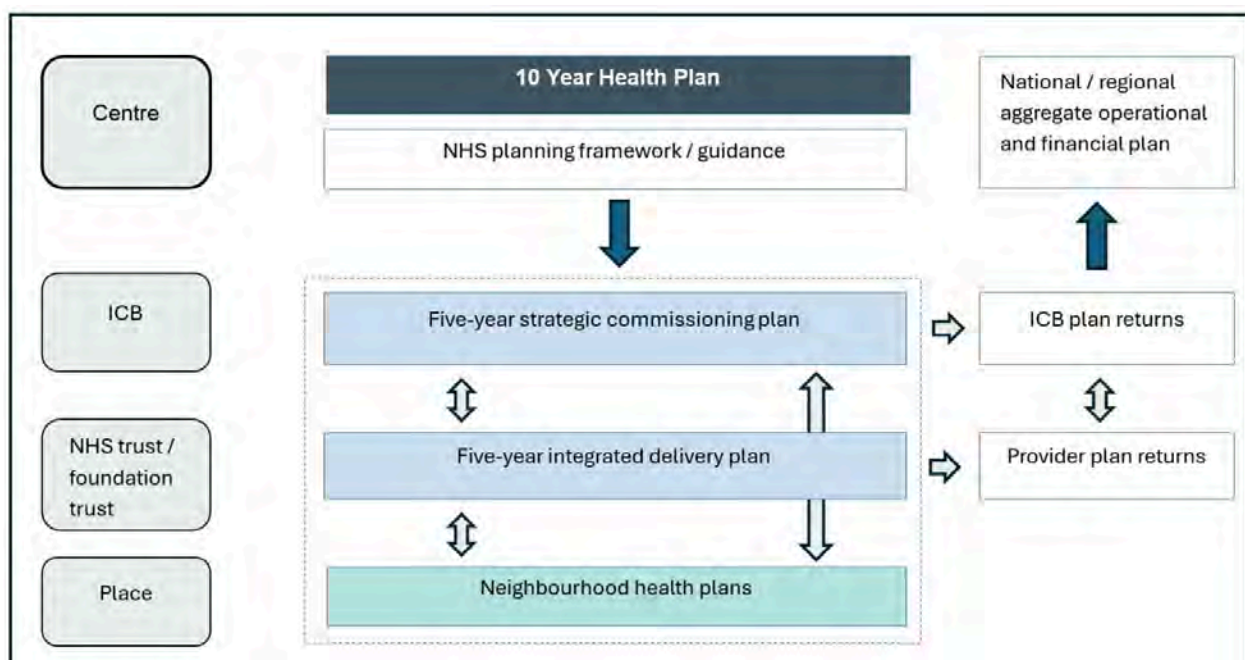 Centre
10 Year Health Plan
NHS planning framework / guidance
National / regional
aggregate operational
and financial plan
ICB
Five-year strategic commissioning plan
ICB plan returns
NHS trust /
foundation
trust
Five-year integrated delivery plan
Provider plan returns
Place
Neighbourhood health plans